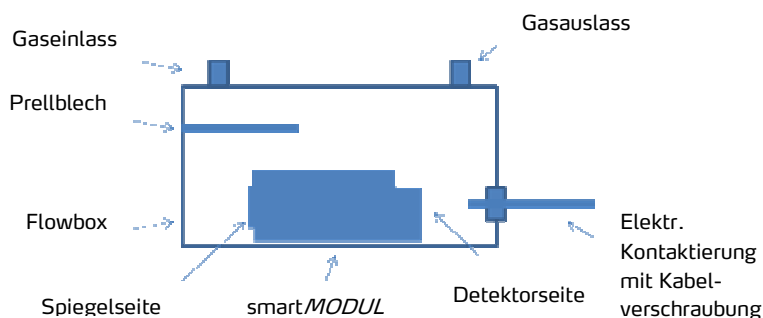 Gaseinlass
Gasauslass
Prellblech
Flowbox
Elektr.
Kontaktierung
mit Kabel-
verschraubung
Spiegelseite
smartMODUL
Detektorseite